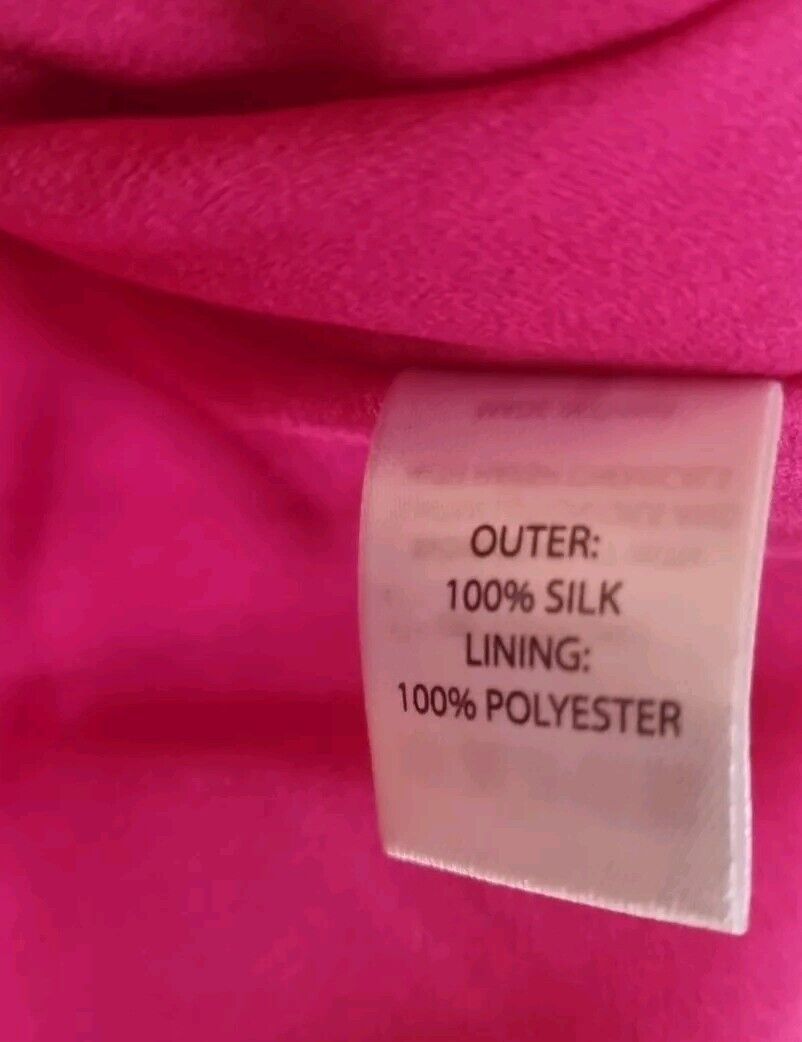 OUTER:
100% SILK
LINING:
100% POLYESTER